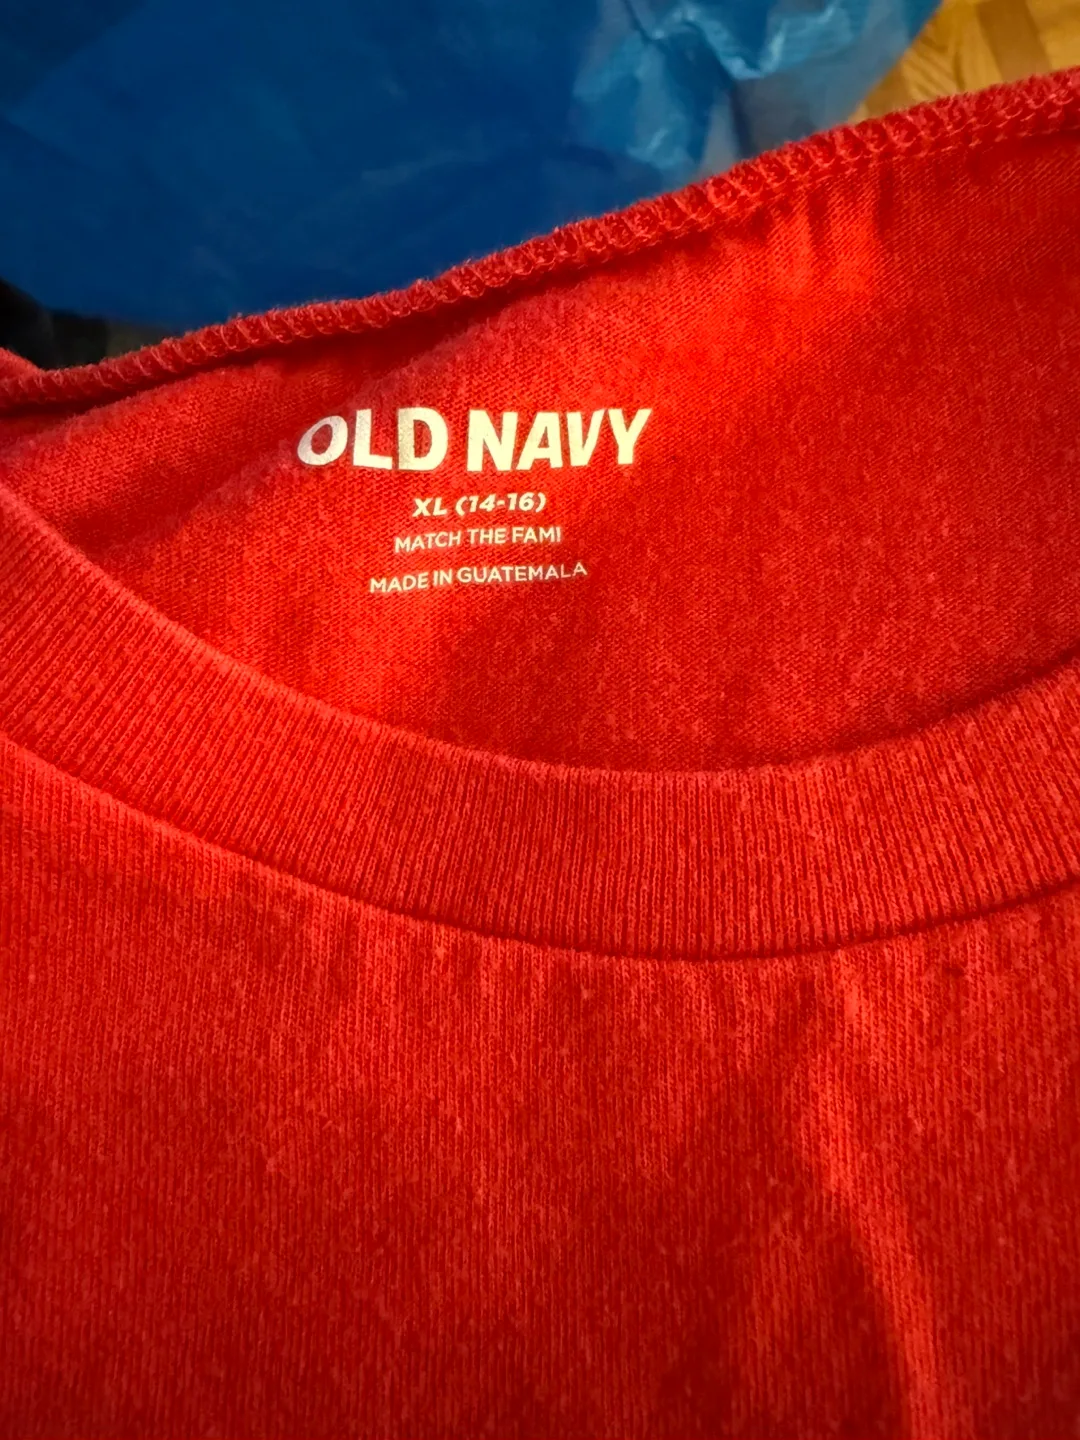 OLD NAVY
XL (14-16)
MATCH THE FAMI
MADE IN GUATEMALA